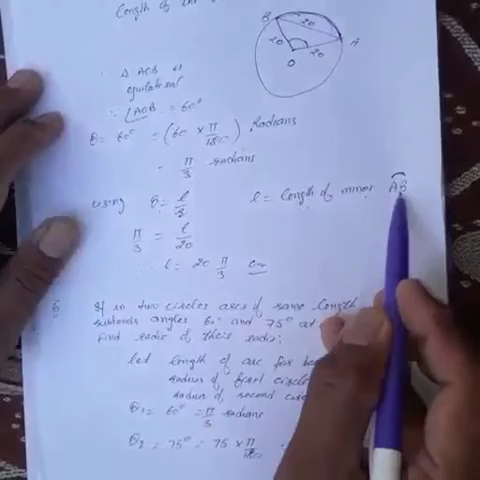 Length of the
B
20
A
20
20
O
Δ AOB is
equilateral
∴ ∠AOB = 60°
θ = 60° = (60 × π/180) Radians
= π/3 radians
using θ = l/r l = length of minor AB
π/3 = l/20
∴ l = 20 π/3 cm
6 If in two circles arcs of same length
subtends angles 60° and 75° at
Find radio of their radii:
Let length of arc for
radius of first circle
radius of second
θ₁ = 60° = π/3 radians
θ₂ = 75° = 75 × π/180